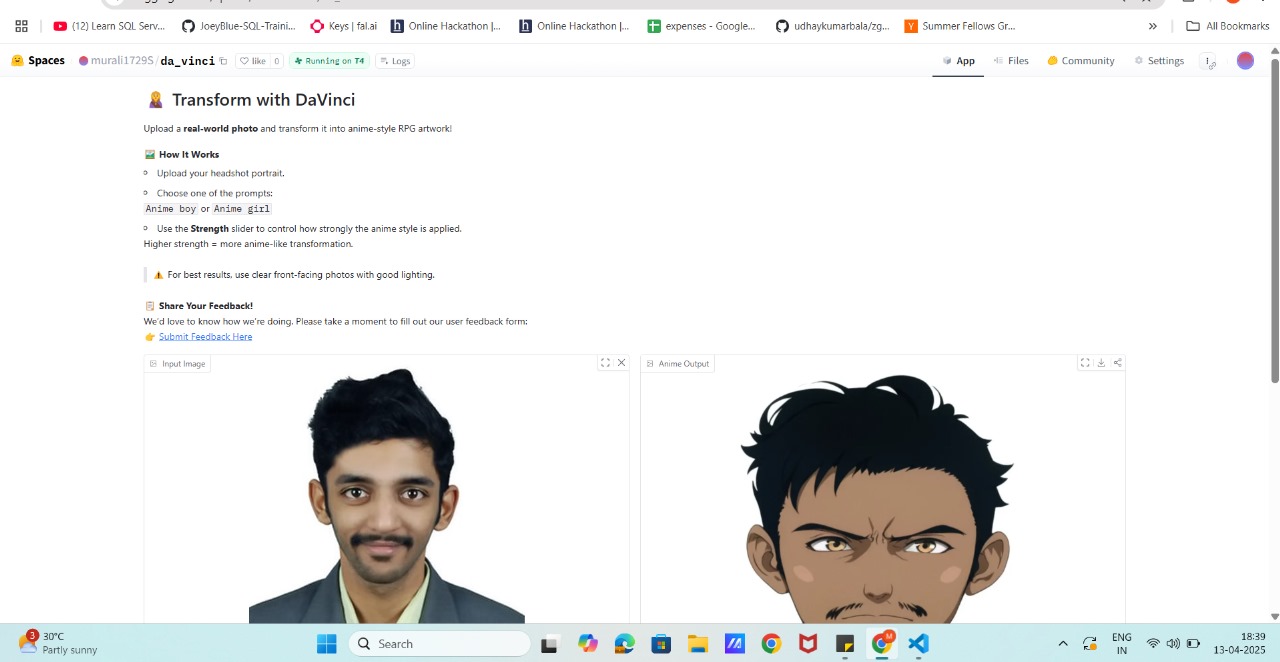 (12) Learn SQL Serv...
JoeyBlue-SQL-Traini...
Keys | fal.ai
Online Hackathon |...
Online Hackathon |...
expenses - Google...
udhaykumarbala/zg...
Summer Fellows Gr...
All Bookmarks
Spaces
murali1729S/da_vinci
like 0
Running on T4
Logs
App
Files
Community
Settings
Transform with DaVinci
Upload a real-world photo and transform it into anime-style RPG artwork!
How It Works
Upload your headshot portrait.
Choose one of the prompts:
Anime boy or Anime girl
Use the Strength slider to control how strongly the anime style is applied.
Higher strength = more anime-like transformation.
For best results, use clear front-facing photos with good lighting.
Share Your Feedback!
We'd love to know how we're doing. Please take a moment to fill out our user feedback form:
Submit Feedback Here
Input Image
Anime Output
3
30°C
Partly sunny
Search
M
ENG
IN
18:39
13-04-2025